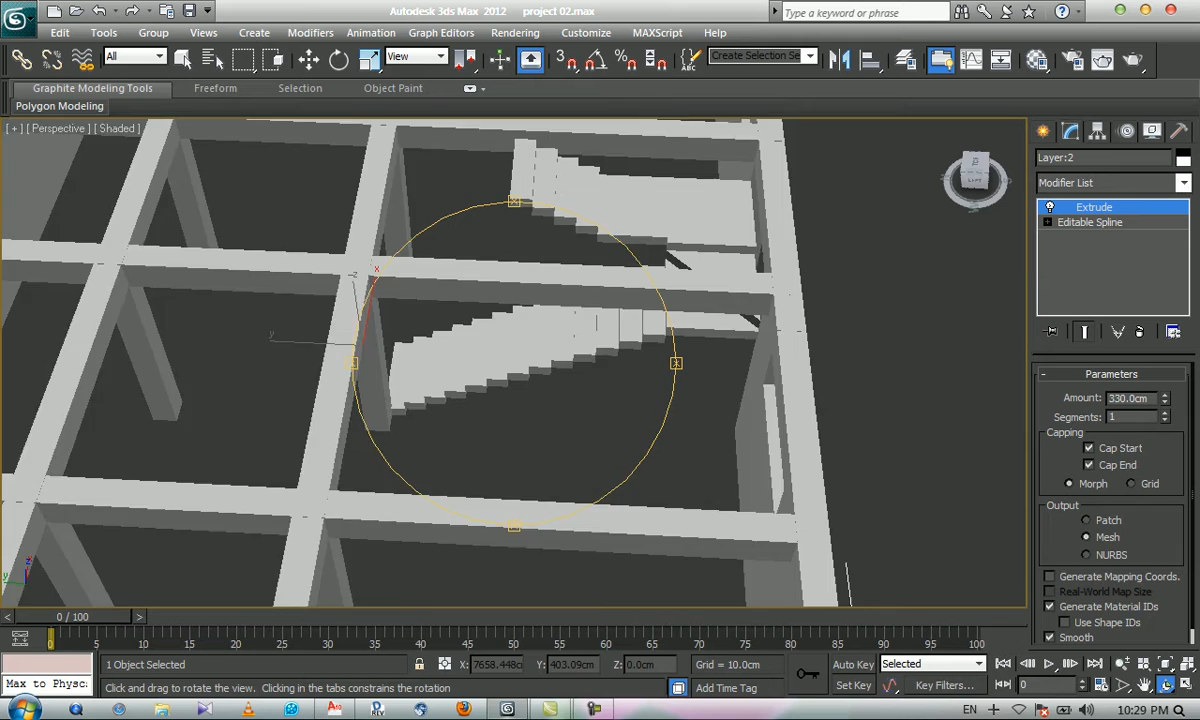 Autodesk 3ds Max 2012 project 02.max
Type a keyword or phrase
Edit Tools Group Views Create Modifiers Animation Graph Editors Rendering Customize MAXScript Help
All View Create Selection Se
Graphite Modeling Tools Freeform Selection Object Paint
Polygon Modeling
[ + ] [ Perspective ] [ Shaded ]
Layer:2
Modifier List
Extrude
Editable Spline
Parameters
Amount: 330.0cm
Segments: 1
Capping
Cap Start
Cap End
Morph Grid
Output
Patch
Mesh
NURBS
Generate Mapping Coords.
Real-World Map Size
Generate Material IDs
Use Shape IDs
Smooth
x
y
y
0 / 100
0 5 10 15 20 25 30 35 40 45 50 55 60 65 70 75 80 85 90 95 100
1 Object Selected X: 7658.448c Y: 403.09cm Z: 0.0cm Grid = 10.0cm Auto Key Selected
Max to Physc: Click and drag to rotate the view. Clicking in the tabs constrains the rotation Add Time Tag Set Key Key Filters... 0
EN 10:29 PM